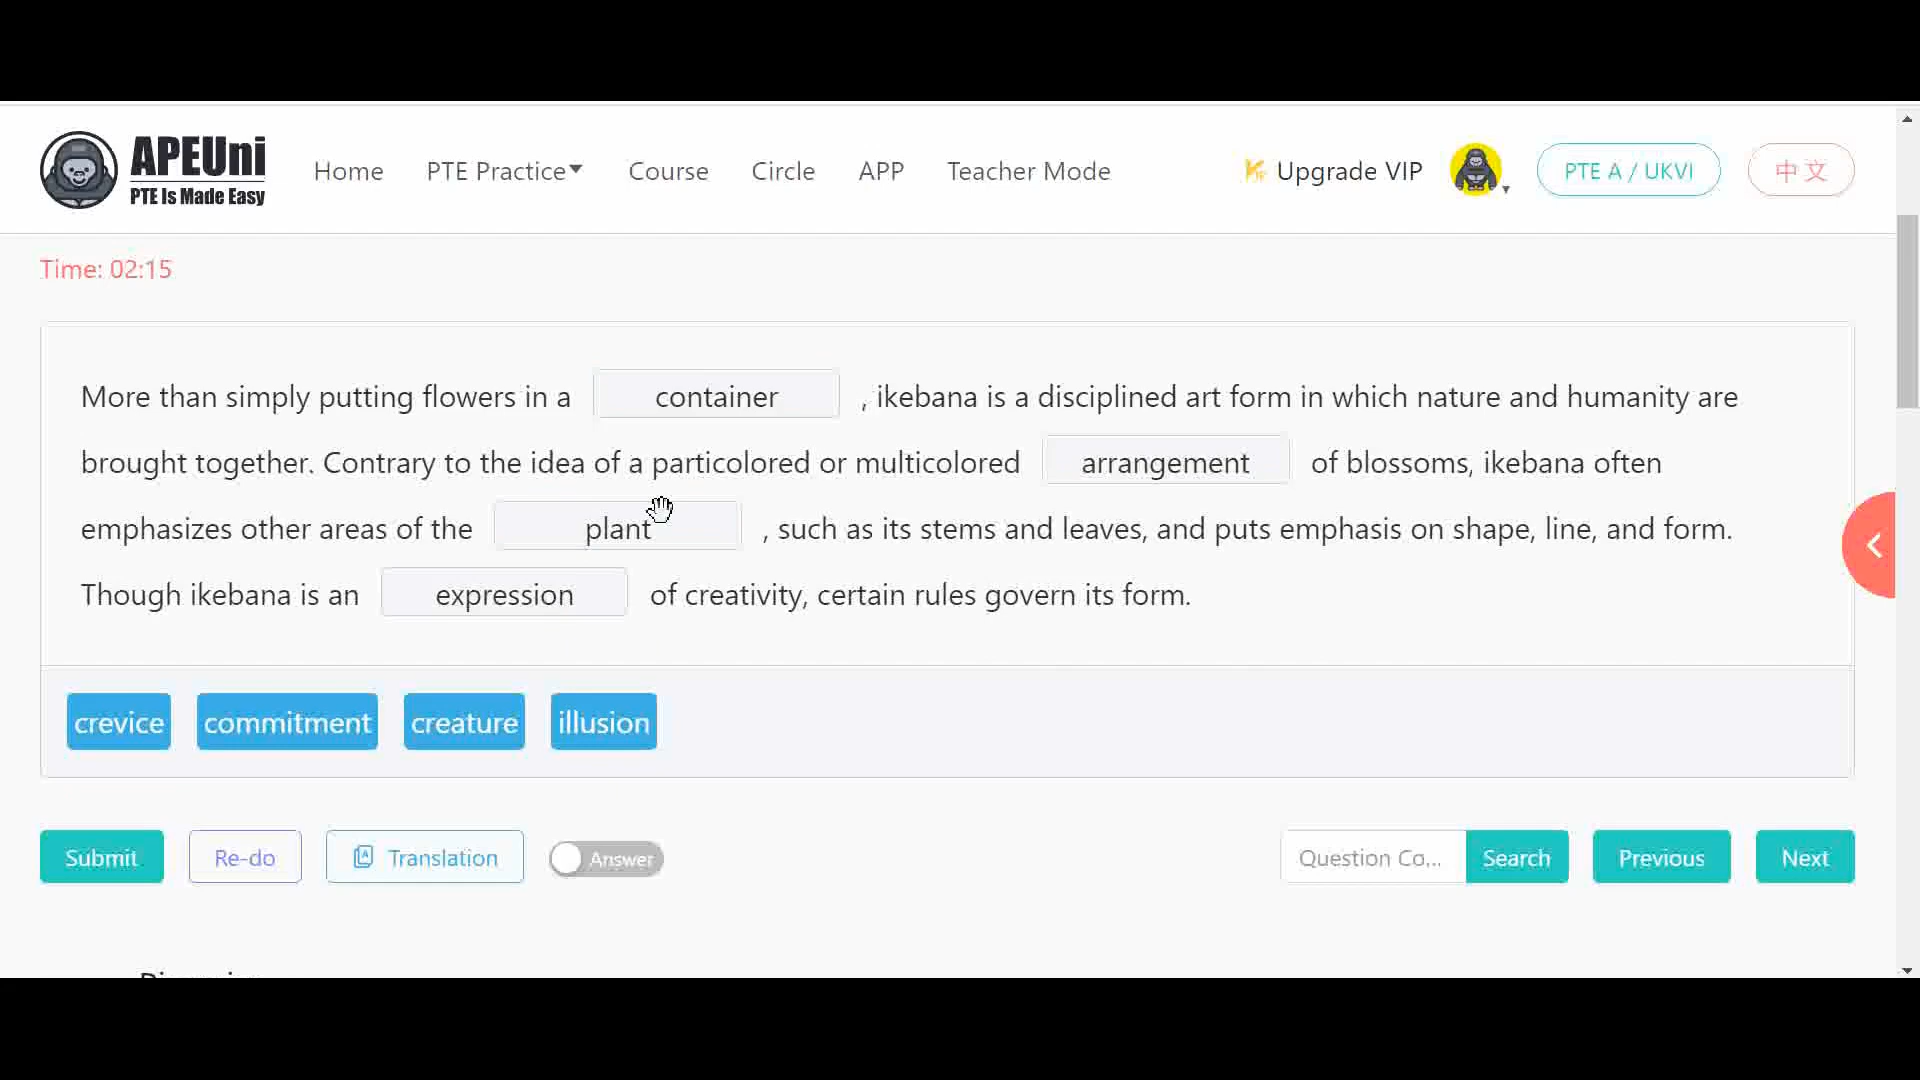 APEUni
PTE Is Made Easy
Home PTE Practice Course Circle APP Teacher Mode Upgrade VIP PTE A / UKVI 中文
Time: 02:15
More than simply putting flowers in a container , ikebana is a disciplined art form in which nature and humanity are
brought together. Contrary to the idea of a particolored or multicolored arrangement of blossoms, ikebana often
emphasizes other areas of the plant , such as its stems and leaves, and puts emphasis on shape, line, and form.
Though ikebana is an expression of creativity, certain rules govern its form.
crevice commitment creature illusion
Submit Re-do Translation Answer Question Co... Search Previous Next